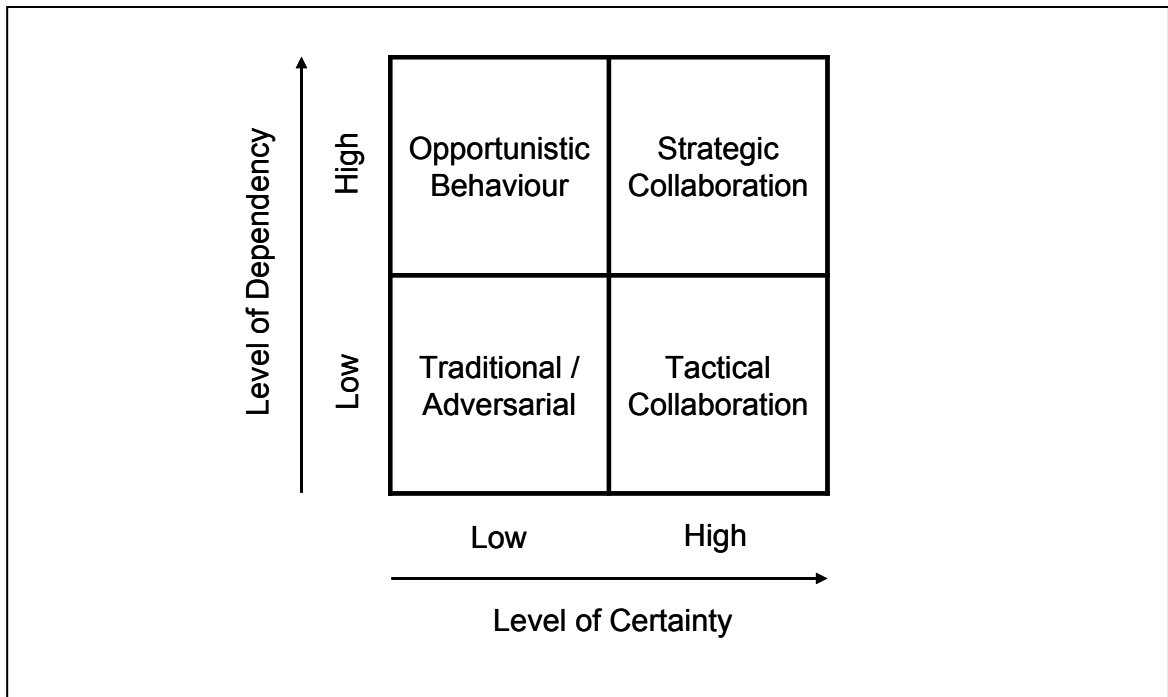 Level of Dependency
High
Opportunistic
Behaviour
Strategic
Collaboration
Low
Traditional /
Adversarial
Tactical
Collaboration
Low
High
Level of Certainty